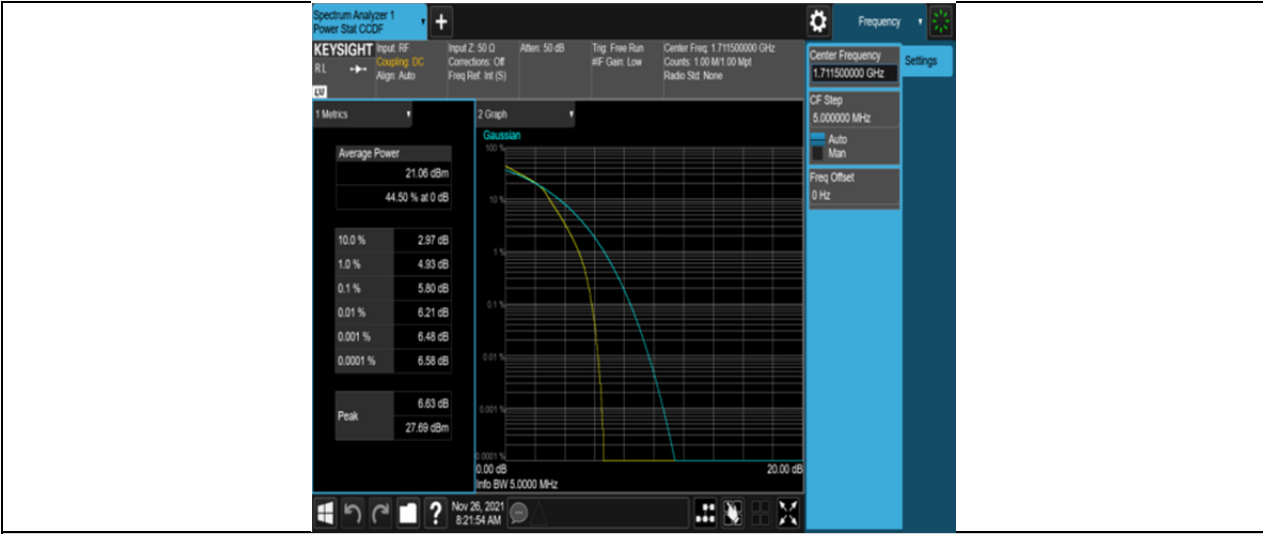 Spectrum Analyzer 1
Power Stat CCDF
Frequency
KEYSIGHT
RL
LV
Input: RF
Coupling: DC
Align: Auto
Input Z: 50 Ω
Corrections: Off
Freq Ref: Int (S)
Atten: 50 dB
Trig: Free Run
#IF Gain: Low
Center Freq: 1.711500000 GHz
Counts: 1.00 M/1.00 Mpt
Radio Std: None
Center Frequency
1.711500000 GHz
Settings
CF Step
5.000000 MHz
Auto
Man
Freq Offset
0 Hz
1 Metrics
Average Power
21.06 dBm
44.50 % at 0 dB
10.0 % 2.97 dB
1.0 % 4.93 dB
0.1 % 5.80 dB
0.01 % 6.21 dB
0.001 % 6.48 dB
0.0001 % 6.58 dB
Peak
6.63 dB
27.69 dBm
2 Graph
Gaussian
100 %
10 %
1 %
0.1 %
0.01 %
0.001 %
0.0001 %
0.00 dB 20.00 dB
Info BW 5.0000 MHz
Nov 26, 2021
8:21:54 AM